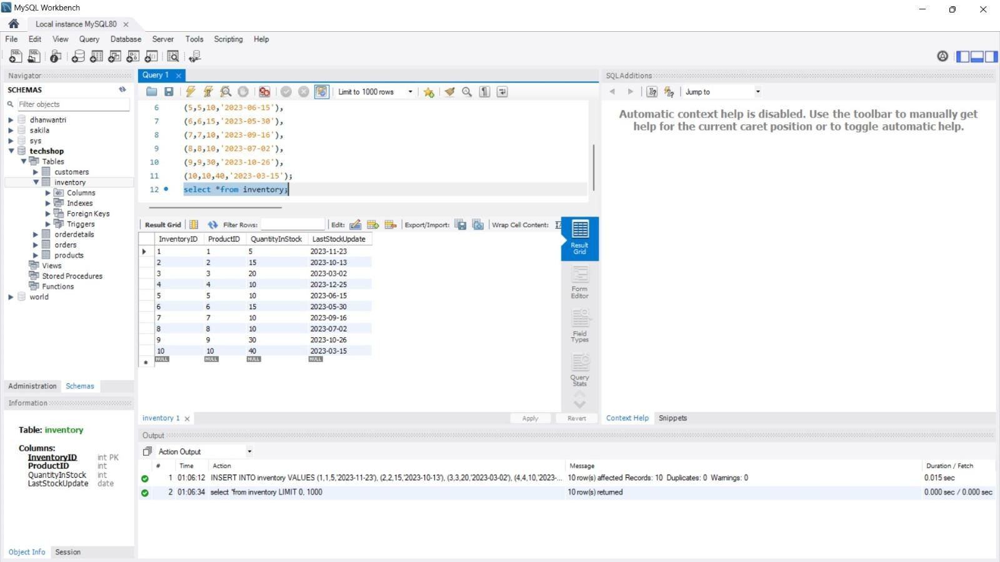 MySQL Workbench
Local instance MySQL80
File Edit View Query Database Server Tools Scripting Help
Navigator
SCHEMAS
Filter objects
dhanwantri
sakila
sys
techshop
Tables
customers
inventory
Columns
Indexes
Foreign Keys
Triggers
orderdetails
orders
products
Views
Stored Procedures
Functions
world
Administration Schemas
Information
Table: inventory
Columns:
InventoryID int PK
ProductID int
QuantityInStock int
LastStockUpdate date
Object Info Session
Query 1
Limit to 1000 rows
6 (5,5,10,'2023-06-15'),
7 (6,6,15,'2023-05-30'),
8 (7,7,10,'2023-09-16'),
9 (8,8,10,'2023-07-02'),
10 (9,9,30,'2023-10-26'),
11 (10,10,40,'2023-03-15');
12 select *from inventory;
Result Grid Filter Rows: Edit: Export/Import: Wrap Cell Content:
InventoryID ProductID QuantityInStock LastStockUpdate
1 1 5 2023-11-23
2 2 15 2023-10-13
3 3 20 2023-03-02
4 4 10 2023-12-25
5 5 10 2023-06-15
6 6 15 2023-05-30
7 7 10 2023-09-16
8 8 10 2023-07-02
9 9 30 2023-10-26
10 10 40 2023-03-15
NULL NULL NULL NULL
Result
Grid
Form
Editor
Field
Types
Query
Stats
inventory 1 Apply Revert
SQLAdditions
Jump to
Automatic context help is disabled. Use the toolbar to manually get
help for the current caret position or to toggle automatic help.
Context Help Snippets
Output
Action Output
# Time Action Message Duration / Fetch
1 01:06:12 INSERT INTO inventory VALUES (1,1,5,'2023-11-23'), (2,2,15,'2023-10-13'), (3,3,20,'2023-03-02'), (4,4,10,'2023-... 10 row(s) affected Records: 10 Duplicates: 0 Warnings: 0 0.015 sec
2 01:06:34 select *from inventory LIMIT 0, 1000 10 row(s) returned 0.000 sec / 0.000 sec